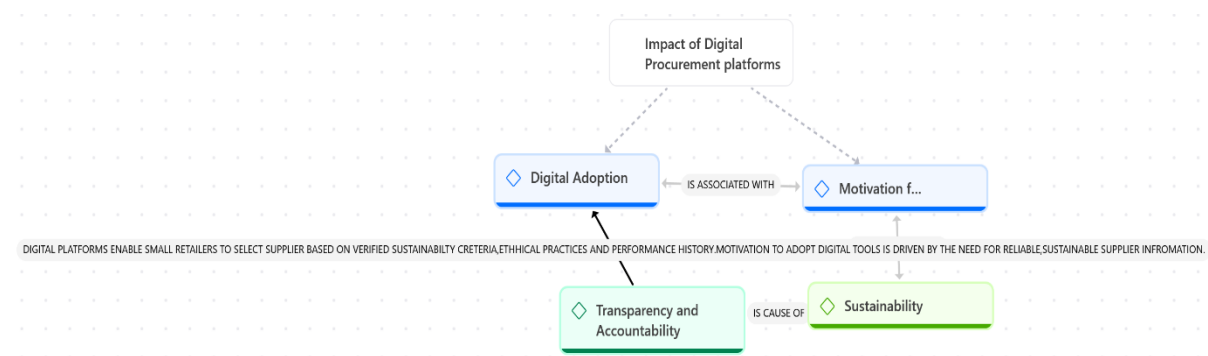 Impact of Digital
Procurement platforms
Digital Adoption
IS ASSOCIATED WITH
Motivation f...
DIGITAL PLATFORMS ENABLE SMALL RETAILERS TO SELECT SUPPLIER BASED ON VERIFIED SUSTAINABILTY CRETERIA,ETHHICAL PRACTICES AND PERFORMANCE HISTORY.MOTIVATION TO ADOPT DIGITAL TOOLS IS DRIVEN BY THE NEED FOR RELIABLE,SUSTAINABLE SUPPLIER INFROMATION.
Transparency and
Accountability
IS CAUSE OF
Sustainability